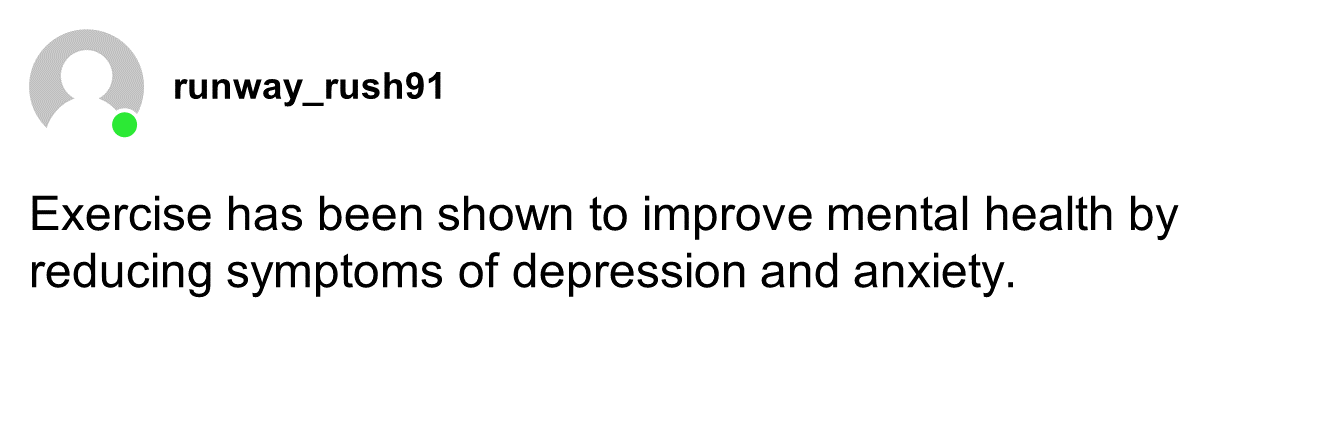 runway_rush91
Exercise has been shown to improve mental health by
reducing symptoms of depression and anxiety.